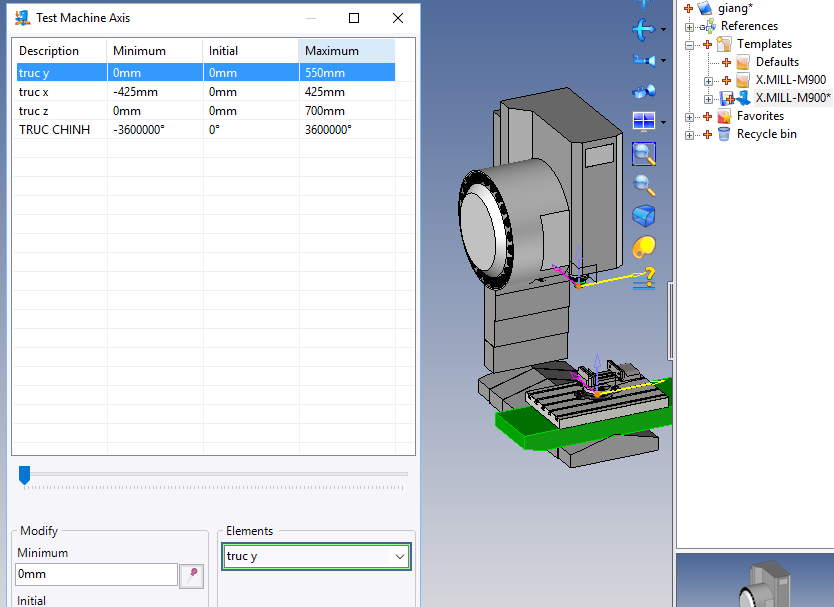 Test Machine Axis
Description Minimum Initial Maximum
truc y 0mm 0mm 550mm
truc x -425mm 0mm 425mm
truc z 0mm 0mm 700mm
TRUC CHINH -3600000° 0° 3600000°
Modify
Minimum
0mm
Initial
Elements
truc y
giang*
References
Templates
Defaults
X.MILL-M900
X.MILL-M900*
Favorites
Recycle bin